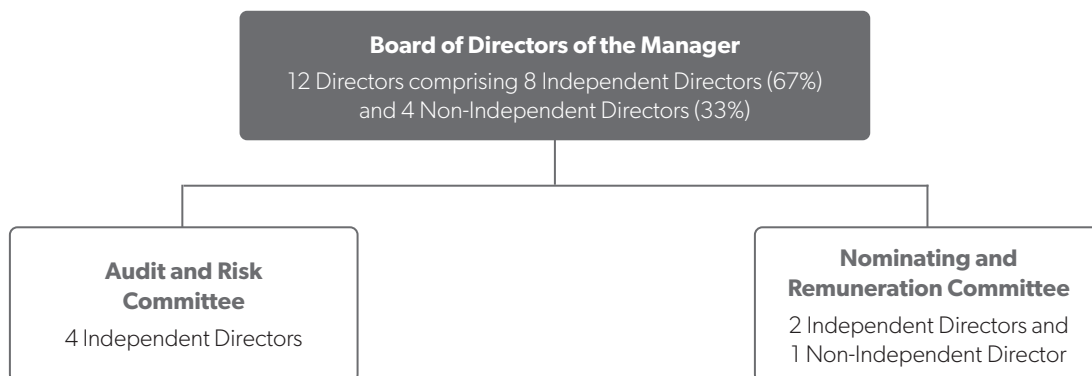 Board of Directors of the Manager
12 Directors comprising 8 Independent Directors (67%)
and 4 Non-Independent Directors (33%)
Audit and Risk
Committee
4 Independent Directors
Nominating and
Remuneration Committee
2 Independent Directors and
1 Non-Independent Director